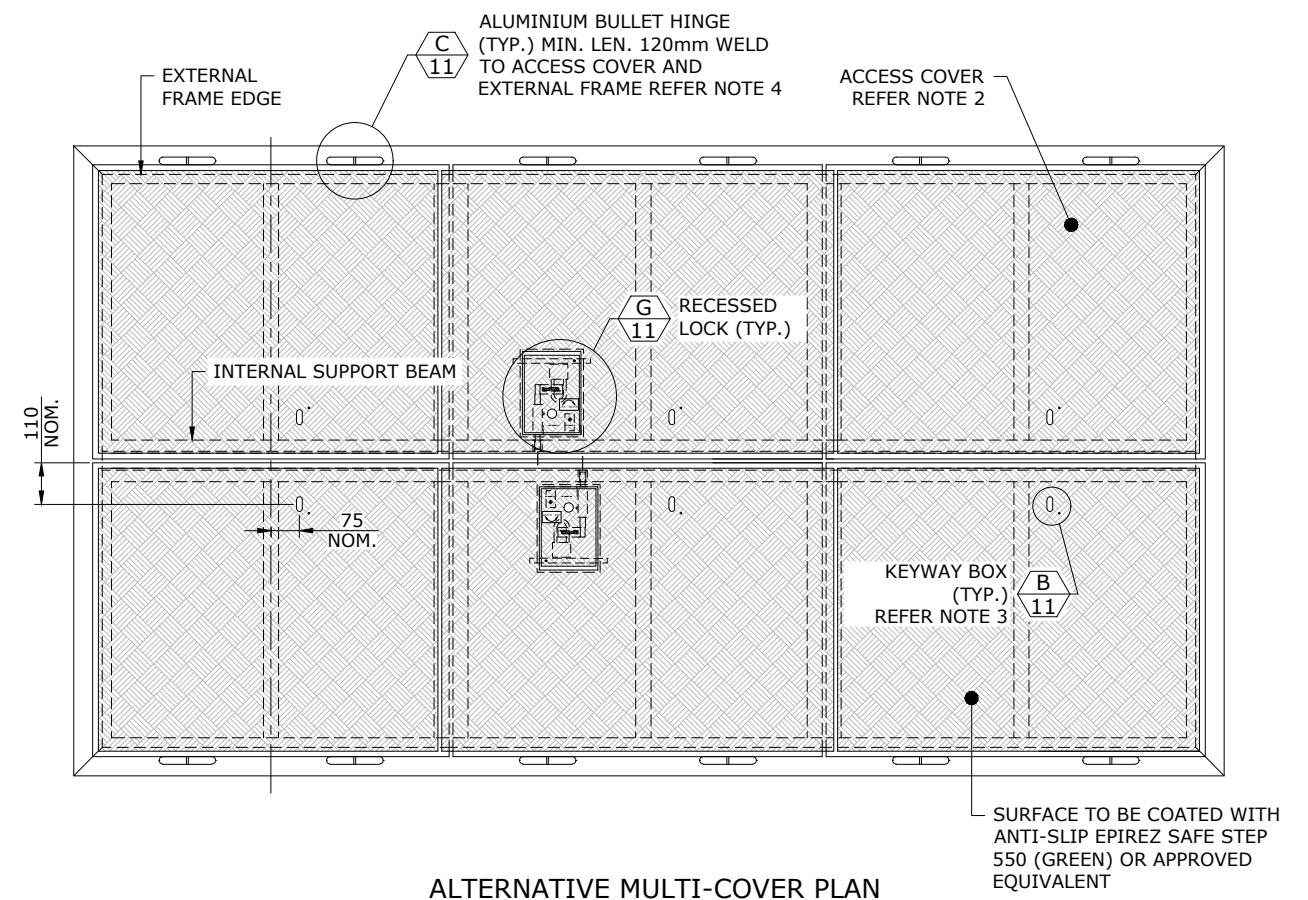 ALUMINIUM BULLET HINGE
(TYP.) MIN. LEN. 120mm WELD
TO ACCESS COVER AND
EXTERNAL FRAME REFER NOTE 4
C
11
EXTERNAL
FRAME EDGE
ACCESS COVER
REFER NOTE 2
G
11
RECESSED
LOCK (TYP.)
INTERNAL SUPPORT BEAM
110
NOM.
75
NOM.
KEYWAY BOX
(TYP.)
REFER NOTE 3
B
11
SURFACE TO BE COATED WITH
ANTI-SLIP EPIREZ SAFE STEP
550 (GREEN) OR APPROVED
EQUIVALENT
ALTERNATIVE MULTI-COVER PLAN